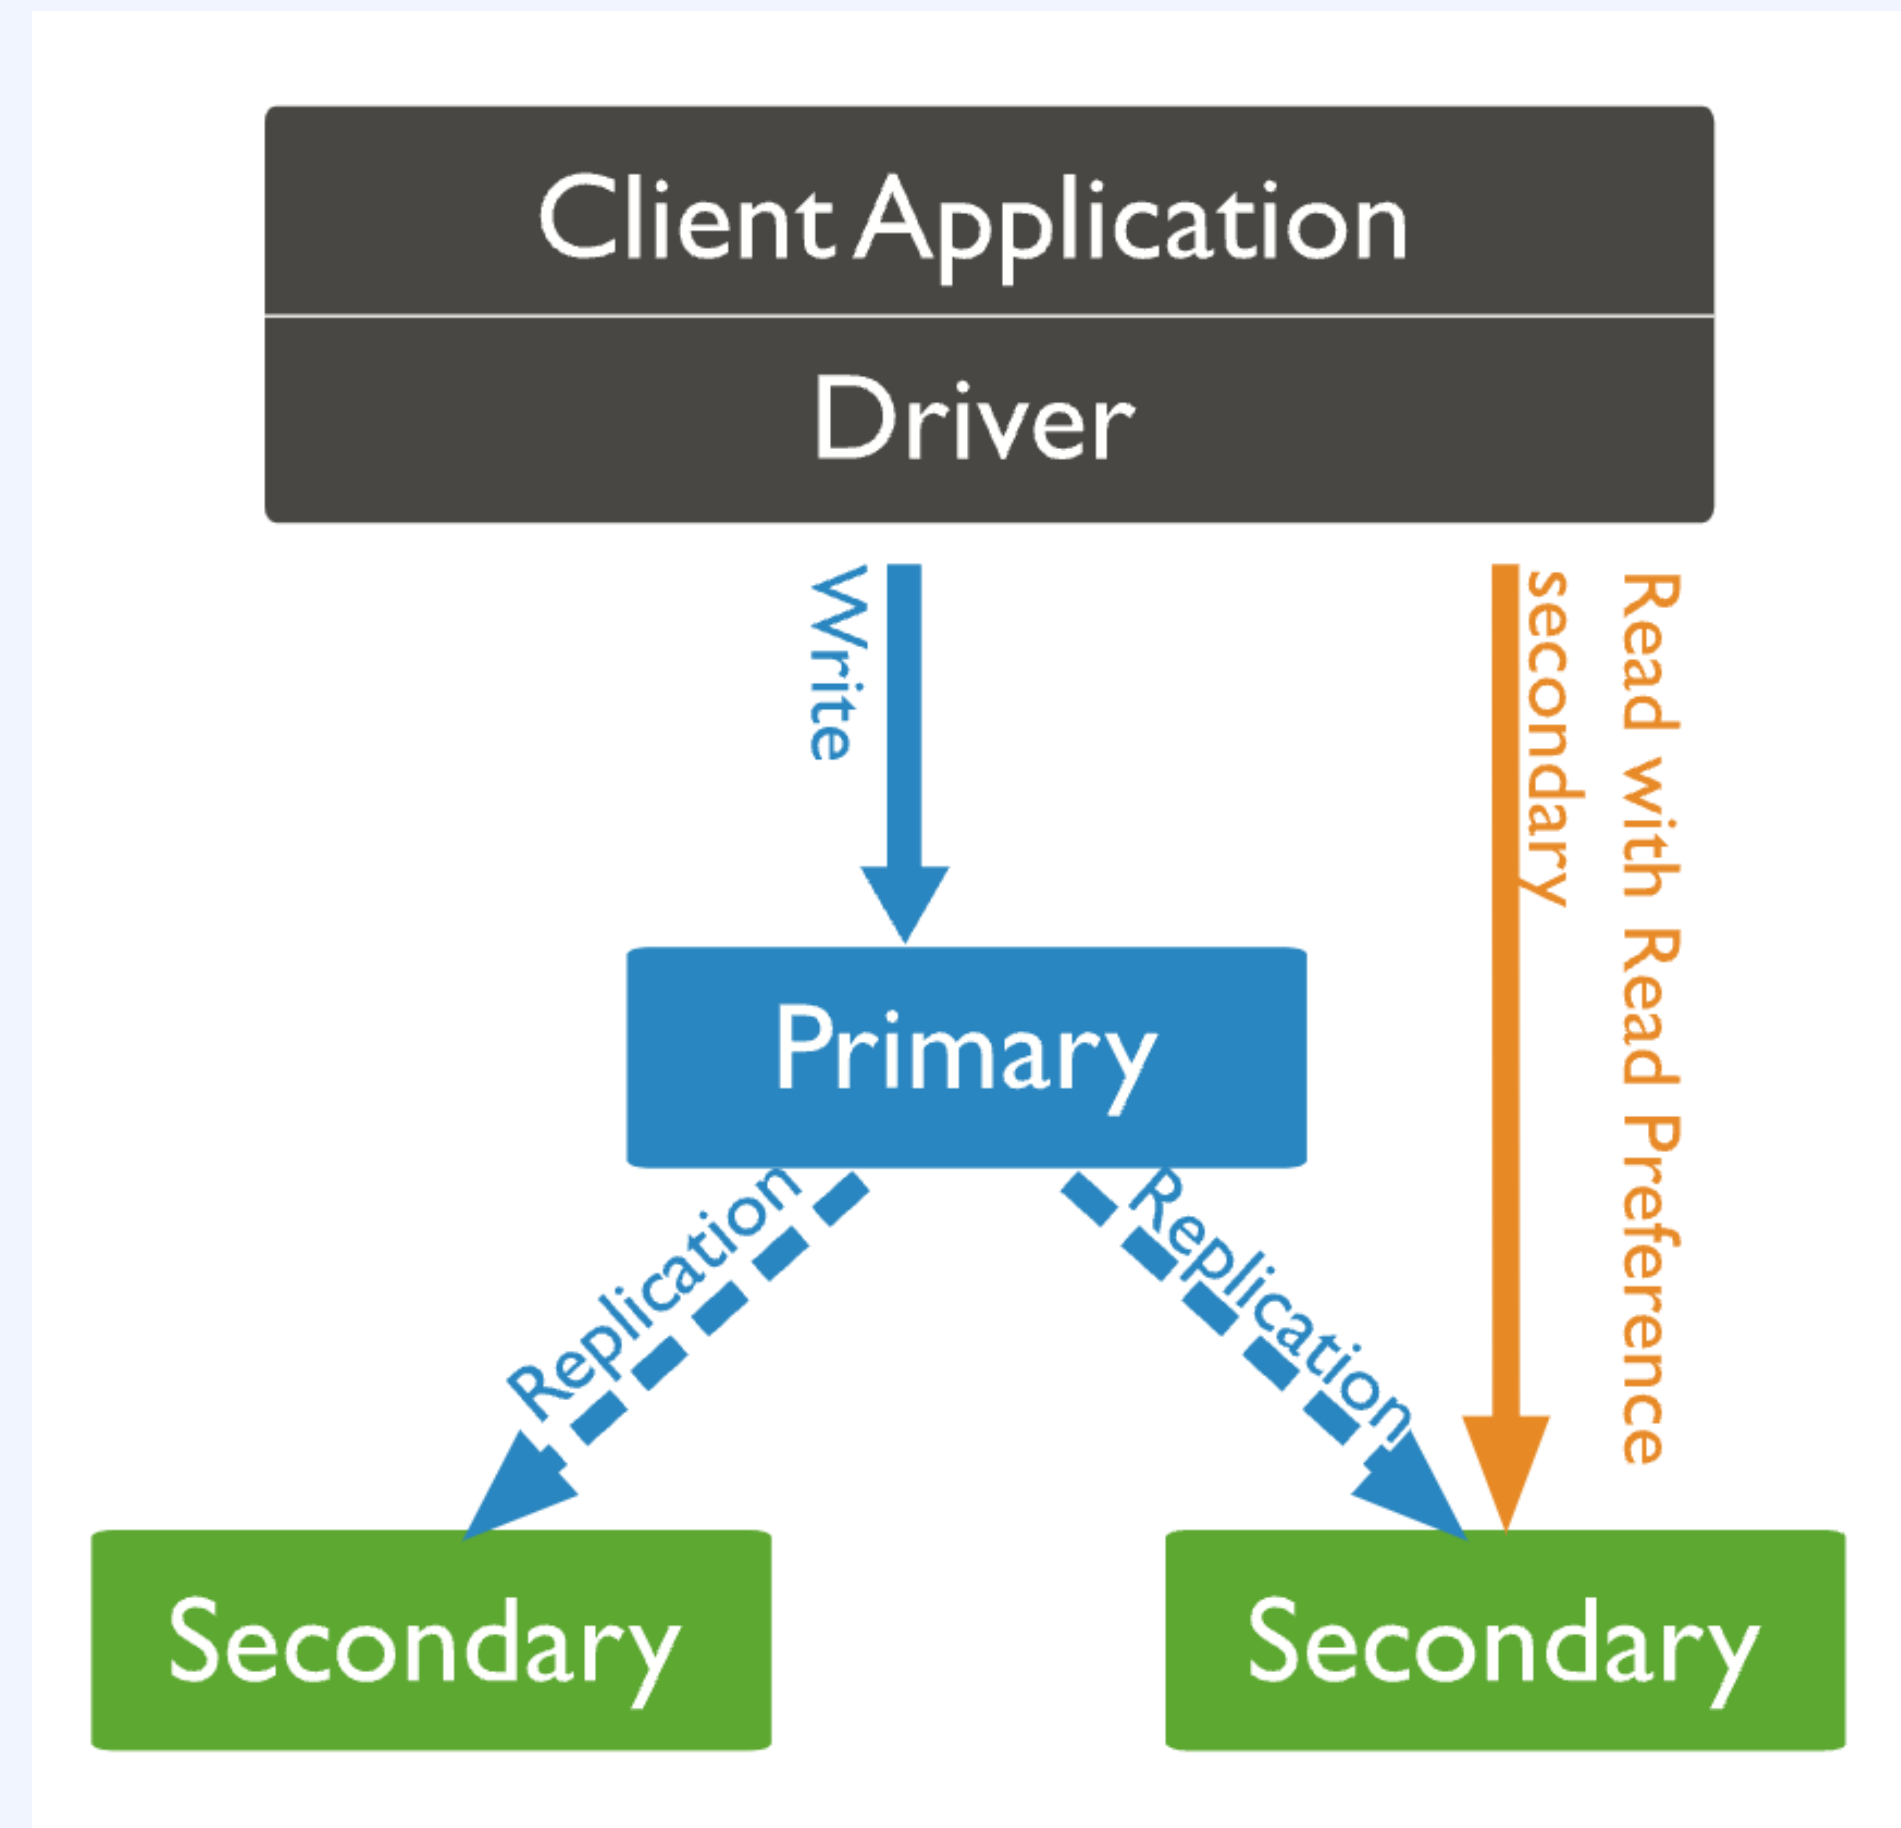 Client Application
Driver
Write
Read with Read Preference
secondary
Primary
Replication
Replication
Secondary
Secondary